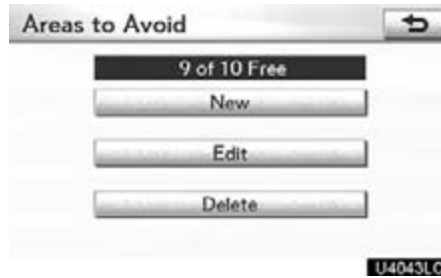 Areas to Avoid
9 of 10 Free
New
Edit
Delete
U4043LC